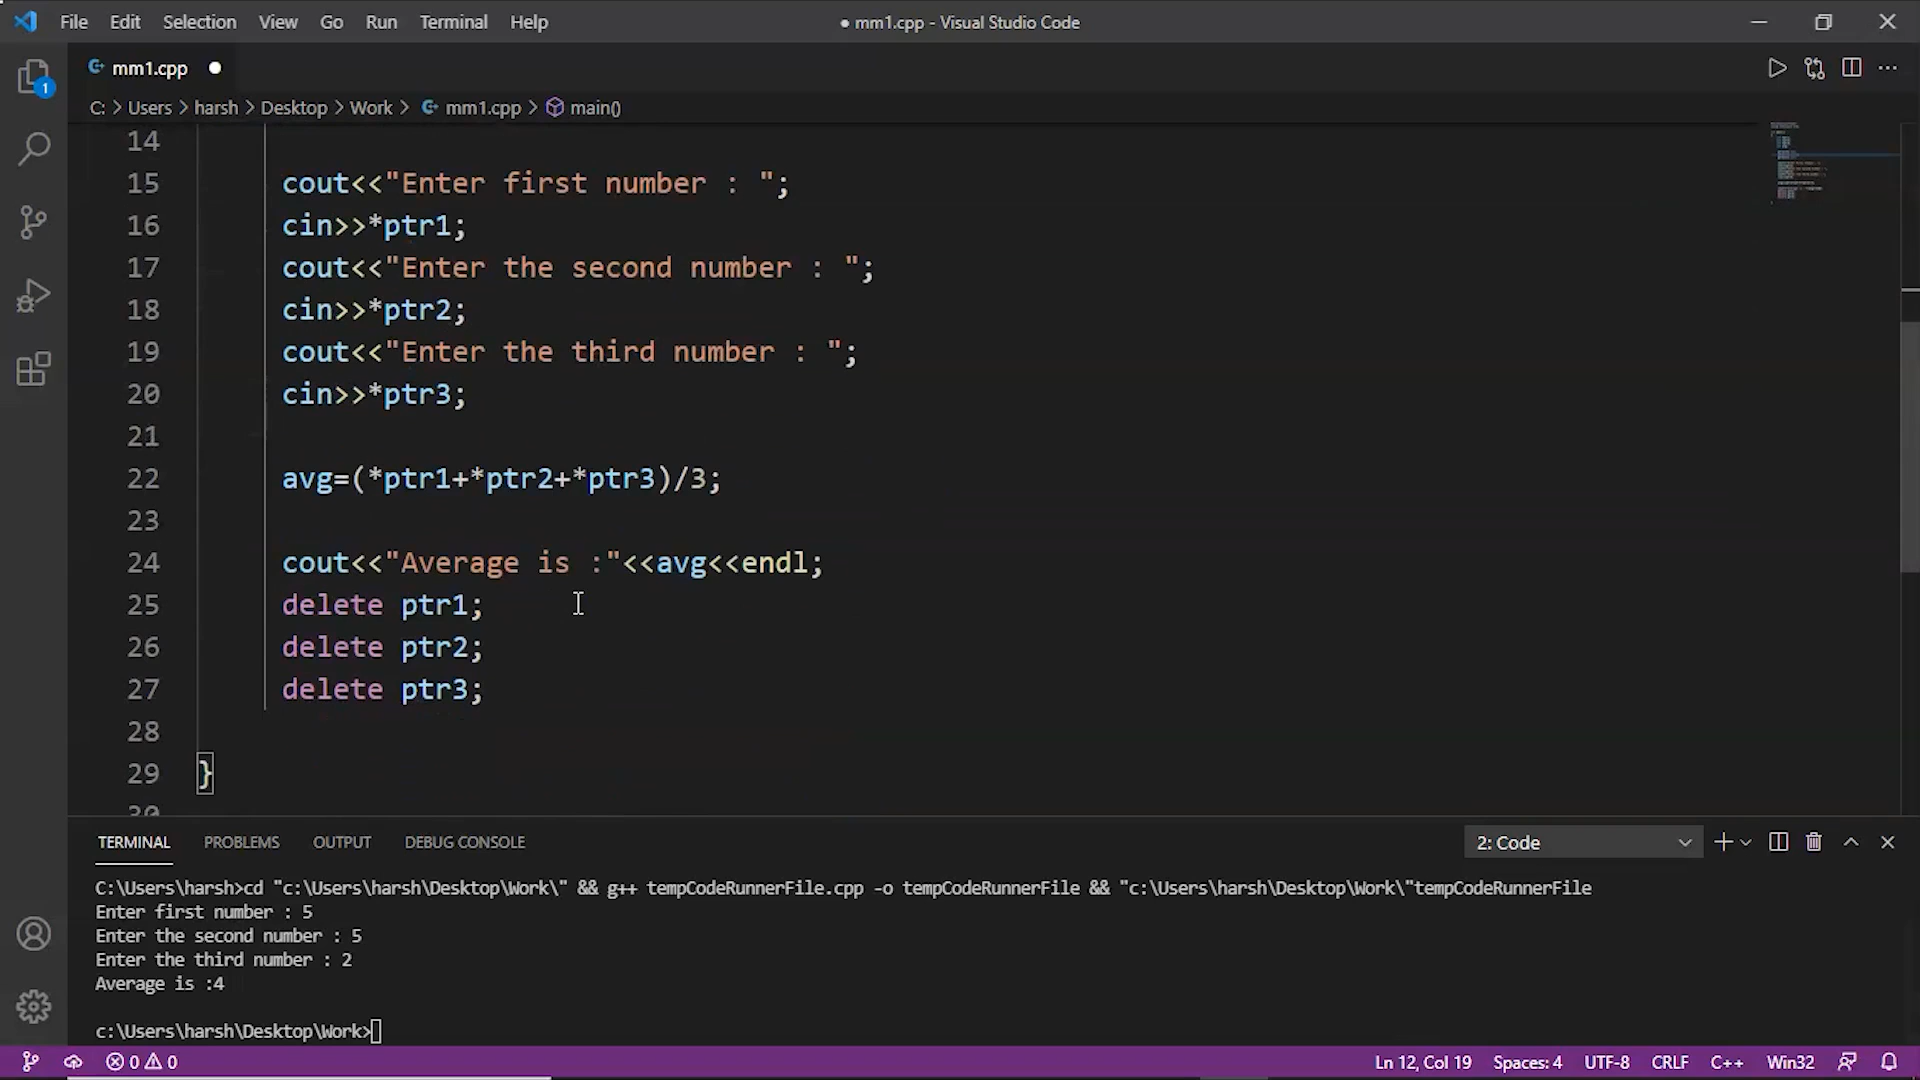 File Edit Selection View Go Run Terminal Help ● mm1.cpp - Visual Studio Code
mm1.cpp ●
C: > Users > harsh > Desktop > Work > mm1.cpp > main()
14
15 cout<<"Enter first number : ";
16 cin>>*ptr1;
17 cout<<"Enter the second number : ";
18 cin>>*ptr2;
19 cout<<"Enter the third number : ";
20 cin>>*ptr3;
21
22 avg=(*ptr1+*ptr2+*ptr3)/3;
23
24 cout<<"Average is :"<<avg<<endl;
25 delete ptr1;
26 delete ptr2;
27 delete ptr3;
28
29 }
30
1
TERMINAL PROBLEMS OUTPUT DEBUG CONSOLE 2: Code
C:\Users\harsh>cd "c:\Users\harsh\Desktop\Work\" && g++ tempCodeRunnerFile.cpp -o tempCodeRunnerFile && "c:\Users\harsh\Desktop\Work\"tempCodeRunnerFile
Enter first number : 5
Enter the second number : 5
Enter the third number : 2
Average is :4
c:\Users\harsh\Desktop\Work>
0 0 Ln 12, Col 19 Spaces: 4 UTF-8 CRLF C++ Win32